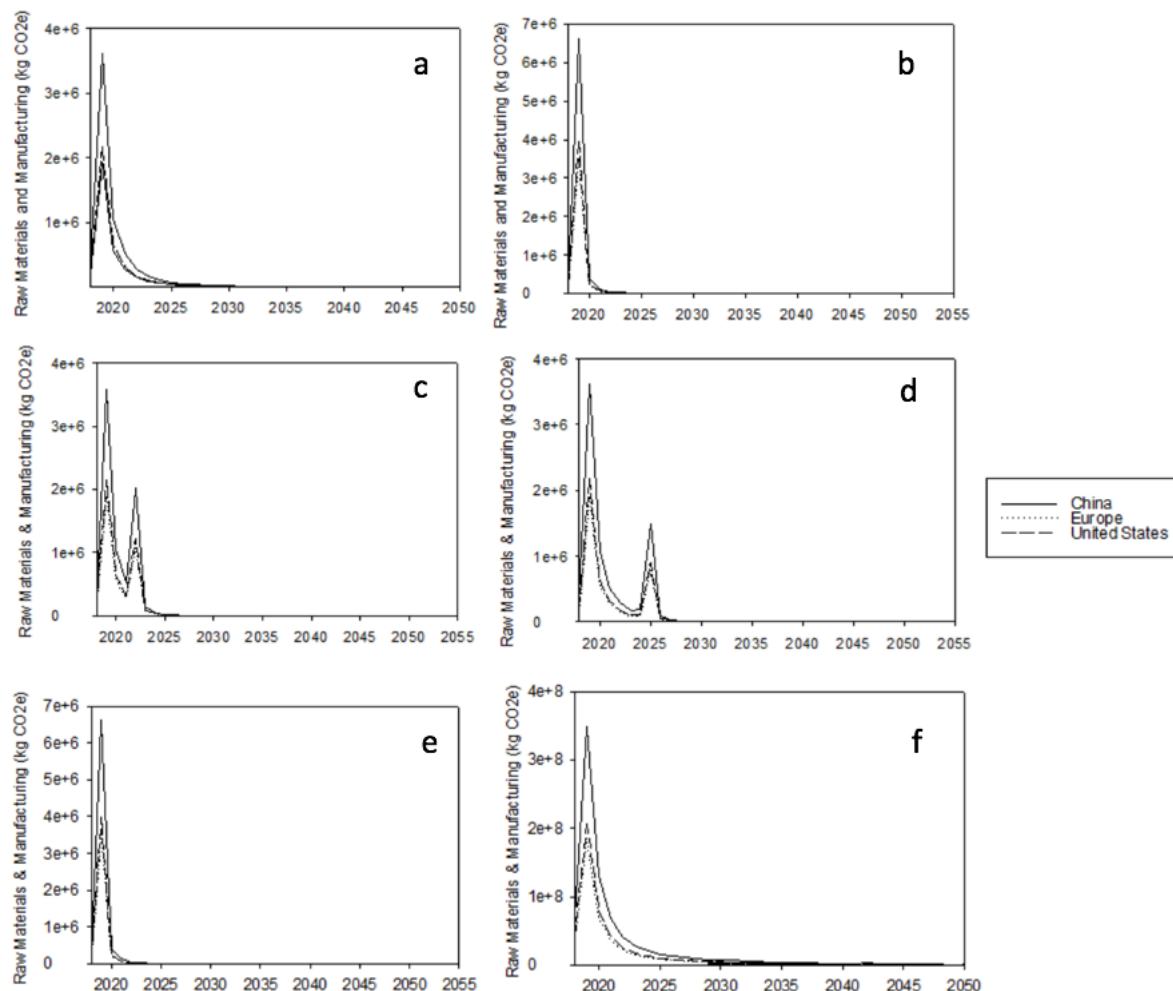 Raw Materials and Manufacturing (kg CO2e)
4e+6
3e+6
2e+6
1e+6
a
2020 2025 2030 2035 2040 2045 2050
Raw Materials and Manufacturing (kg CO2e)
7e+6
6e+6
5e+6
4e+6
3e+6
2e+6
1e+6
0
b
2020 2025 2030 2035 2040 2045 2050 2055
Raw Materials & Manufacturing (kg CO2e)
4e+6
3e+6
2e+6
1e+6
0
c
2020 2025 2030 2035 2040 2045 2050 2055
Raw Materials & Manufacturing (kg CO2e)
4e+6
3e+6
2e+6
1e+6
0
d
2020 2025 2030 2035 2040 2045 2050 2055
China
Europe
United States
Raw Materials & Manufacturing (kg CO2e)
7e+6
6e+6
5e+6
4e+6
3e+6
2e+6
1e+6
0
e
2020 2025 2030 2035 2040 2045 2050 2055
Raw Materials & Manufacturing (kg CO2e)
4e+8
3e+8
2e+8
1e+8
0
f
2020 2025 2030 2035 2040 2045 2050